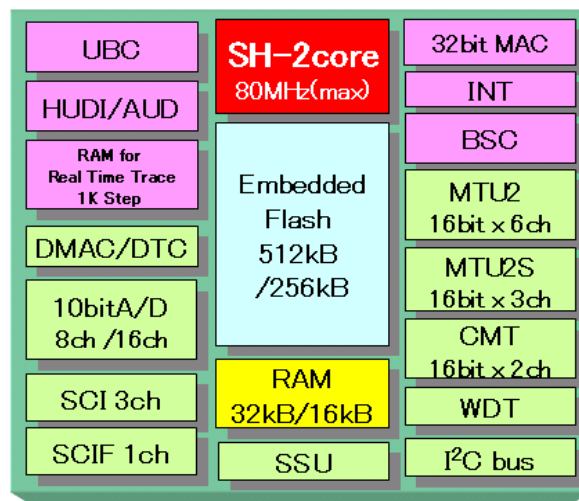 UBC
HUDI/AUD
RAM for
Real Time Trace
1K Step
DMAC/DTC
10bitA/D
8ch /16ch
SCI 3ch
SCIF 1ch
SH-2core
80MHz(max)
Embedded
Flash
512kB
/256kB
RAM
32kB/16kB
SSU
32bit MAC
INT
BSC
MTU2
16bit x 6ch
MTU2S
16bit x 3ch
CMT
16bit x 2ch
WDT
I²C bus